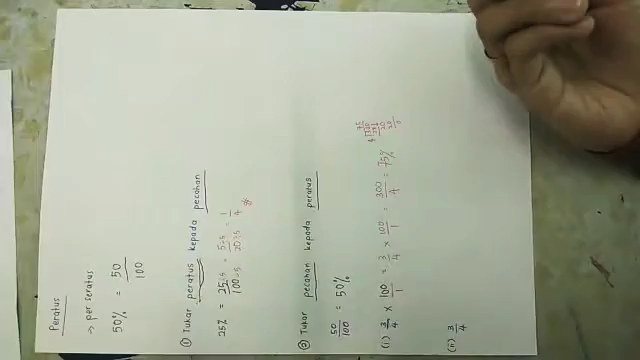 Peratus
→ per seratus
50% = 50/100
① Tukar peratus kepada pecahan
25% = 25÷5/100÷5 = 5÷5/20÷5 = 1/4 #
② Tukar pecahan kepada peratus
50/100 = 50%
(i) 3/4 × 100/1 = 3/4 × 100/1 = 300/4 = 75%
(ii) 3/4